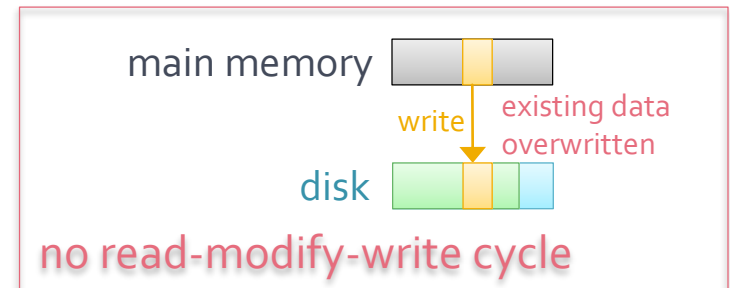 main memory
write
existing data
overwritten
disk
no read-modify-write cycle